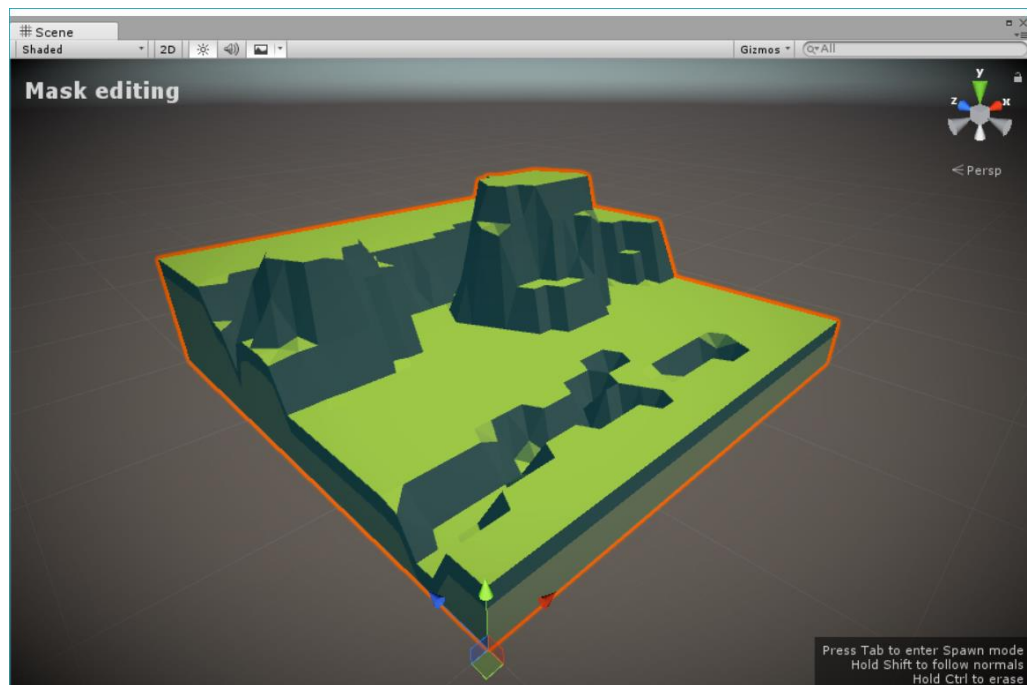 # Scene
Shaded 2D Gizmos All
Mask editing
y
z x
< Persp
Press Tab to enter Spawn mode
Hold Shift to follow normals
Hold Ctrl to erase